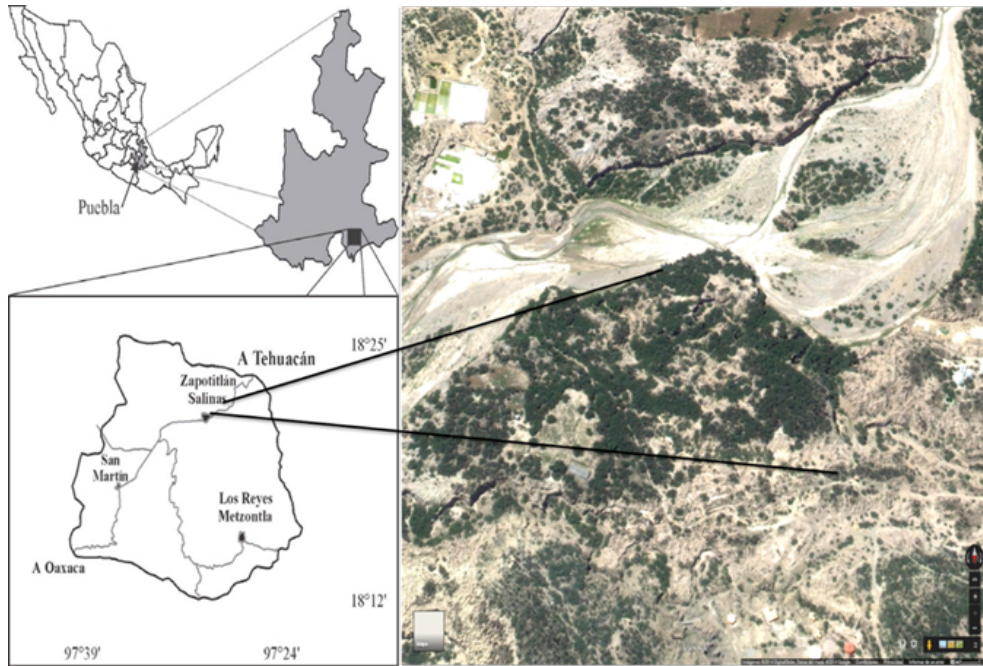 Puebla
18°25'
A Tehuacán
Zapotitlán
Salinas
San
Martín
Los Reyes
Metzontla
A Oaxaca
18°12'
97°39'
97°24'